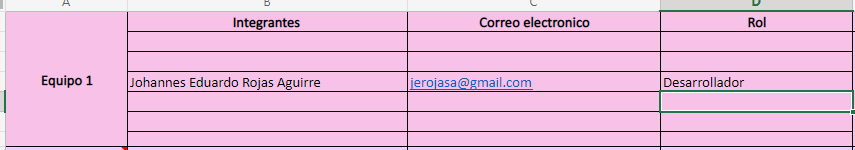 A B C D
Integrantes Correo electronico Rol
Equipo 1 Johannes Eduardo Rojas Aguirre jerojasa@gmail.com Desarrollador